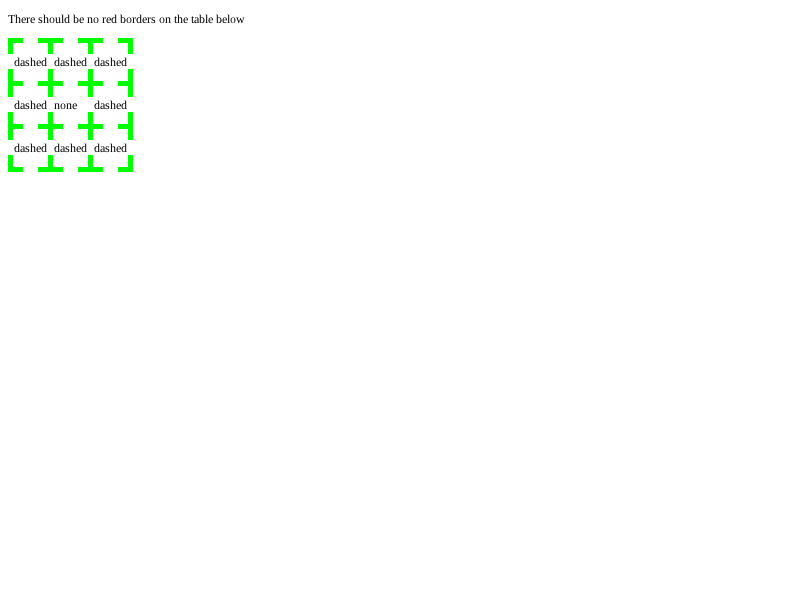 There should be no red borders on the table below
dashed dashed dashed
dashed none dashed
dashed dashed dashed